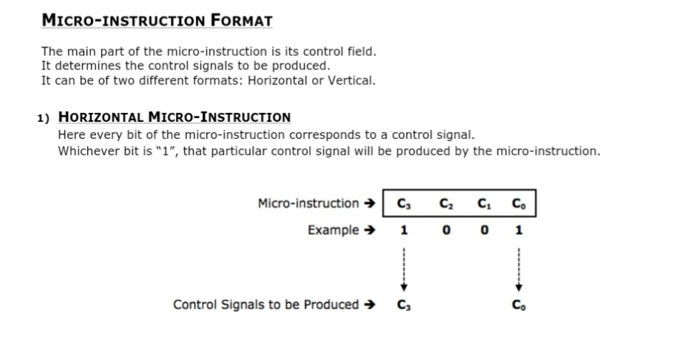 MICRO-INSTRUCTION FORMAT
The main part of the micro-instruction is its control field.
It determines the control signals to be produced.
It can be of two different formats: Horizontal or Vertical.
1) HORIZONTAL MICRO-INSTRUCTION
Here every bit of the micro-instruction corresponds to a control signal.
Whichever bit is "1", that particular control signal will be produced by the micro-instruction.
Micro-instruction → C₃ C₂ C₁ C₀
Example → 1 0 0 1
Control Signals to be Produced → C₃ C₀